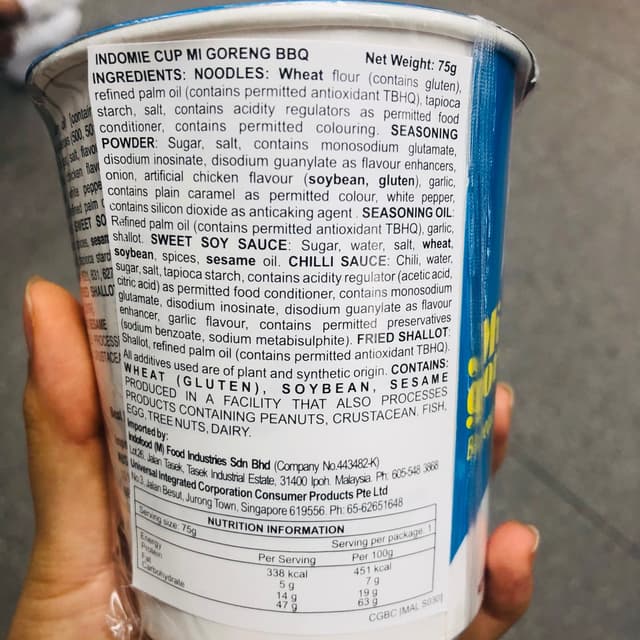 INDOMIE CUP MI GORENG BBQ
Net Weight: 75g
INGREDIENTS: NOODLES: Wheat flour (contains gluten),
refined palm oil (contains permitted antioxidant TBHQ), tapioca
starch, salt, contains acidity regulators as permitted food
conditioner, contains permitted colouring. SEASONING
POWDER: Sugar, salt, contains monosodium glutamate,
disodium inosinate, disodium guanylate as flavour enhancers,
onion, artificial chicken flavour (soybean, gluten), garlic,
contains plain caramel as permitted colour, white pepper,
contains silicon dioxide as anticaking agent . SEASONING OIL:
Refined palm oil (contains permitted antioxidant TBHQ), garlic,
shallot. SWEET SOY SAUCE: Sugar, water, salt, wheat,
soybean, spices, sesame oil. CHILLI SAUCE: Chili, water,
sugar, salt, tapioca starch, contains acidity regulator (acetic acid,
citric acid) as permitted food conditioner, contains monosodium
glutamate, disodium inosinate, disodium guanylate as flavour
enhancer, garlic flavour, contains permitted preservatives
(sodium benzoate, sodium metabisulphite). FRIED SHALLOT:
Shallot, refined palm oil (contains permitted antioxidant TBHQ).
All additives used are of plant and synthetic origin. CONTAINS:
WHEAT (GLUTEN), SOYBEAN, SESAME
PRODUCED IN A FACILITY THAT ALSO PROCESSES
PRODUCTS CONTAINING PEANUTS, CRUSTACEAN. FISH,
EGG, TREE NUTS, DAIRY.
Imported by:
Indofood (M) Food Industries Sdn Bhd (Company No.443482-K)
Lot 26, Jalan Tasek, Tasek Industrial Estate, 31400 Ipoh. Malaysia. Ph: 605-548 3868
Universal Integrated Corporation Consumer Products Pte Ltd
No.3, Jalan Besut, Jurong Town, Singapore 619556. Ph: 65-62651648
NUTRITION INFORMATION
Serving size: 75g
Serving per package: 1
Per Serving Per 100g
Energy 338 kcal 451 kcal
Protein 5 g 7 g
Fat 14 g 19 g
Carbohydrate 47 g 63 g
CGBC [MAL S030]